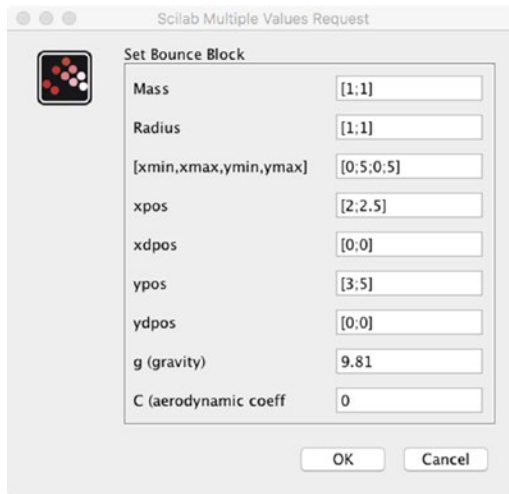 Scilab Multiple Values Request
Set Bounce Block
Mass [1;1]
Radius [1;1]
[xmin,xmax,ymin,ymax] [0;5;0;5]
xpos [2;2.5]
xdpos [0;0]
ypos [3;5]
ydpos [0;0]
g (gravity) 9.81
C (aerodynamic coeff 0
OK Cancel